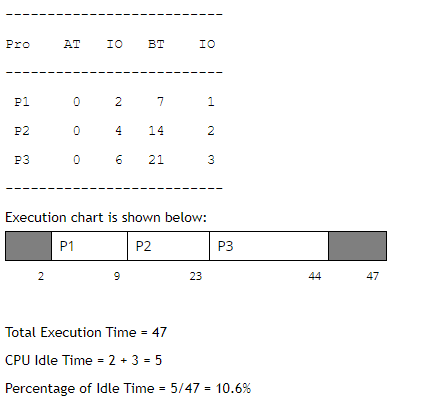 Pro AT IO BT IO
P1 0 2 7 1
P2 0 4 14 2
P3 0 6 21 3
Execution chart is shown below:
P1 P2 P3
2 9 23 44 47
Total Execution Time = 47
CPU Idle Time = 2 + 3 = 5
Percentage of Idle Time = 5/47 = 10.6%